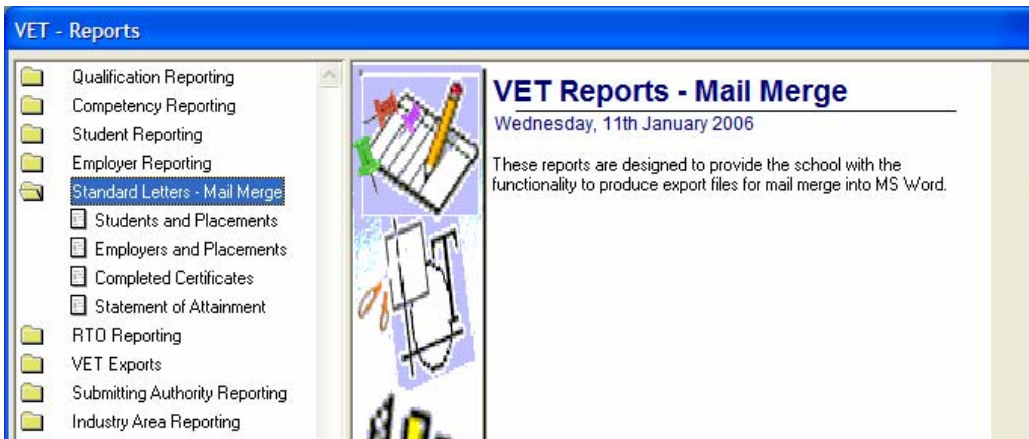 VET - Reports
Qualification Reporting
Competency Reporting
Student Reporting
Employer Reporting
Standard Letters - Mail Merge
Students and Placements
Employers and Placements
Completed Certificates
Statement of Attainment
RTO Reporting
VET Exports
Submitting Authority Reporting
Industry Area Reporting
VET Reports - Mail Merge
Wednesday, 11th January 2006
These reports are designed to provide the school with the
functionality to produce export files for mail merge into MS Word.